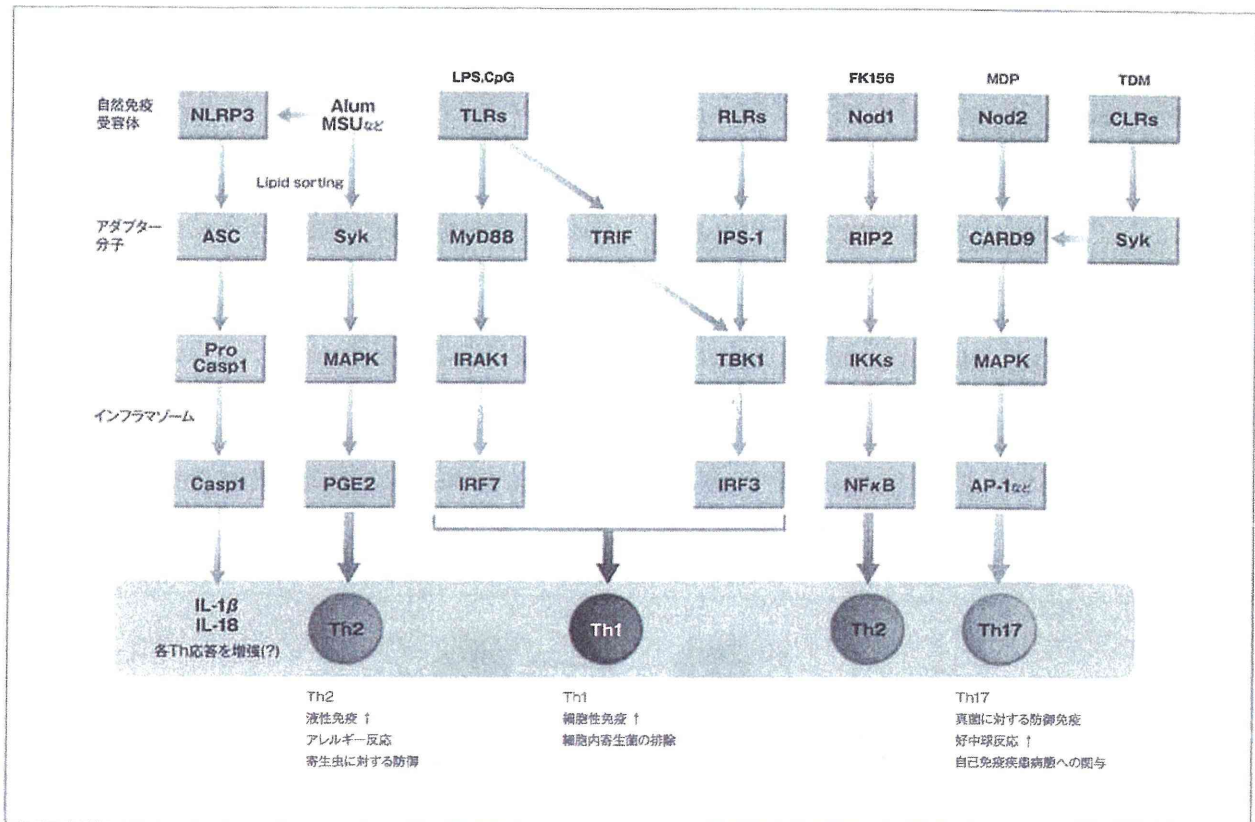 LPS,CpG
FK156
MDP
TDM
自然免疫
受容体
NLRP3
Alum
MSUなど
TLRs
RLRs
Nod1
Nod2
CLRs
Lipid sorting
アダプター
分子
ASC
Syk
MyD88
TRIF
IPS-1
RIP2
CARD9
Syk
Pro
Casp1
MAPK
IRAK1
TBK1
IKKs
MAPK
インフラマゾーム
Casp1
PGE2
IRF7
IRF3
NFκB
AP-1など
IL-1β
IL-18
各Th応答を増強(?)
Th2
Th1
Th2
Th17
Th2
液性免疫 ↑
アレルギー反応
寄生虫に対する防御
Th1
細胞性免疫 ↑
細胞内寄生菌の排除
Th17
真菌に対する防御免疫
好中球反応 ↑
自己免疫疾患病態への関与